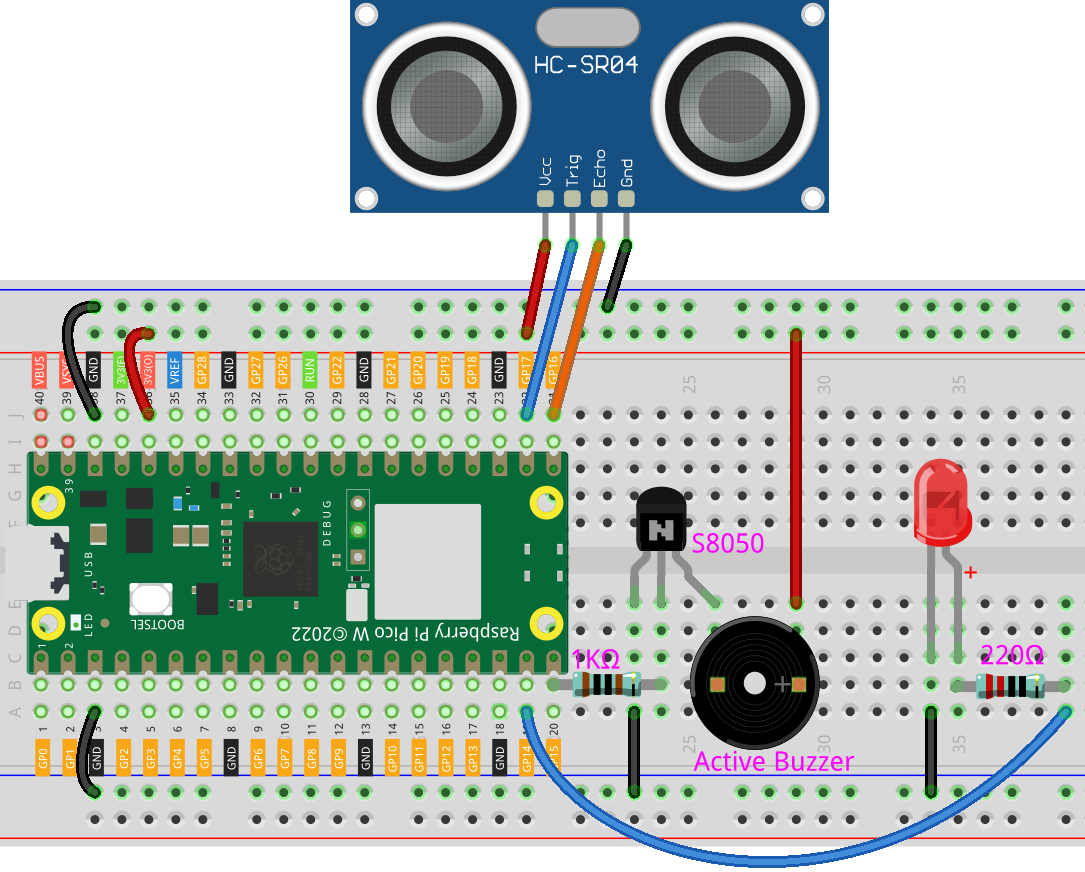 HC-SR04
Vcc
Trig
Echo
Gnd
VBUS
VSYS
GND
3V3(E)
3V3(O)
VREF
GP28
GND
GP27
GP26
RUN
GP22
GND
GP21
GP20
GP19
GP18
GND
GP17
GP16
40
39
37
35
34
33
32
31
30
29
28
27
26
25
24
23
25
30
35
J
I
H
G
39
DEBUG
USB
BOOTSEL
LED
1
2
Raspberry Pi Pico W ©2022
S8050
+
E
D
C
B
A
1KΩ
220Ω
+
1
2
3
4
5
6
7
8
9
10
11
12
13
14
15
16
17
18
20
25
30
35
GP0
GP1
GND
GP2
GP3
GP4
GP5
GND
GP6
GP7
GP8
GP9
GND
GP10
GP11
GP12
GP13
GND
GP14
GP15
Active Buzzer